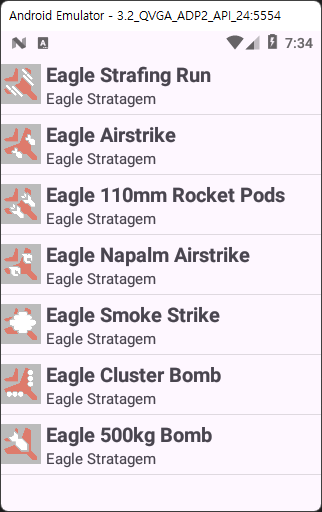 Android Emulator - 3.2_QVGA_ADP2_API_24:5554
7:34
Eagle Strafing Run
Eagle Stratagem
Eagle Airstrike
Eagle Stratagem
Eagle 110mm Rocket Pods
Eagle Stratagem
Eagle Napalm Airstrike
Eagle Stratagem
Eagle Smoke Strike
Eagle Stratagem
Eagle Cluster Bomb
Eagle Stratagem
Eagle 500kg Bomb
Eagle Stratagem